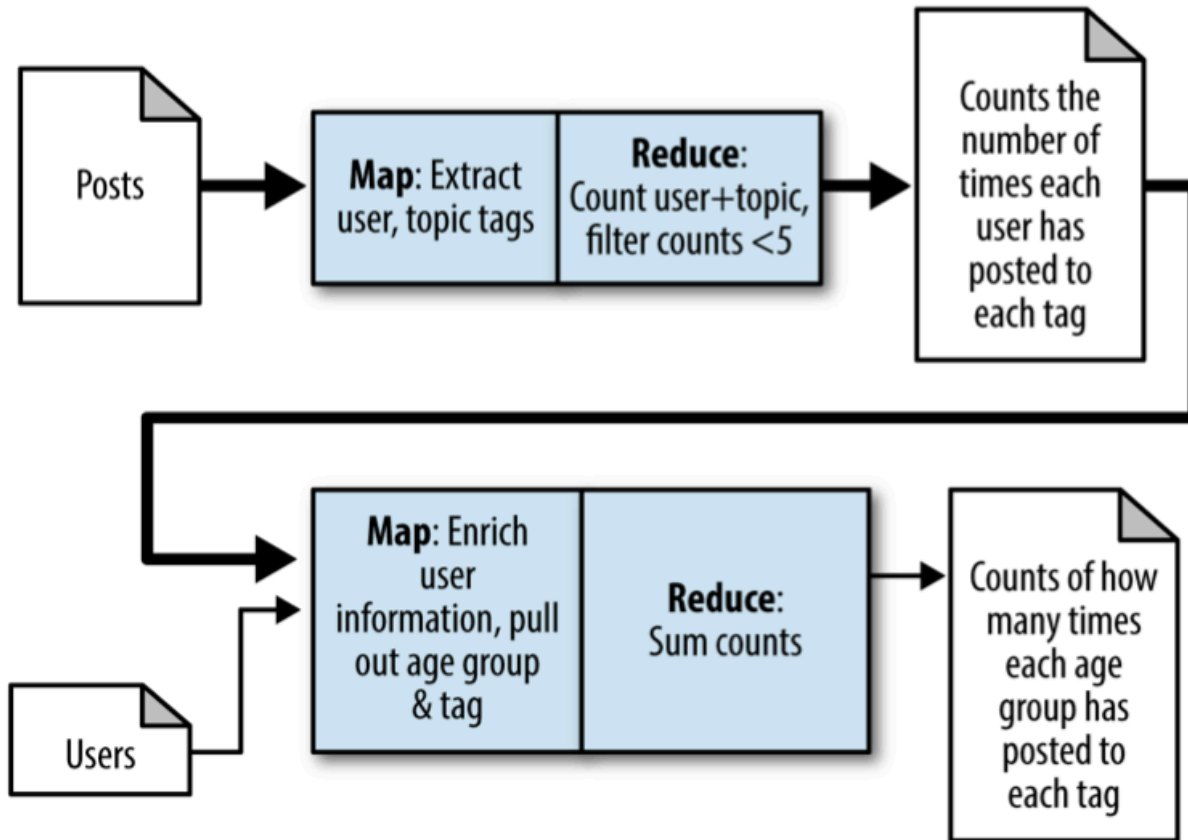 Posts
Map: Extract
user, topic tags
Reduce:
Count user+topic,
filter counts <5
Counts the
number of
times each
user has
posted to
each tag
Users
Map: Enrich
user
information, pull
out age group
& tag
Reduce:
Sum counts
Counts of how
many times
each age
group has
posted to
each tag